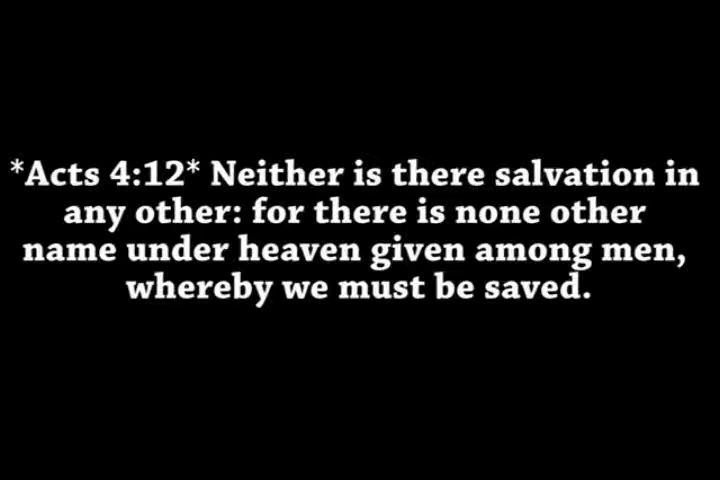 *Acts 4:12* Neither is there salvation in
any other: for there is none other
name under heaven given among men,
whereby we must be saved.